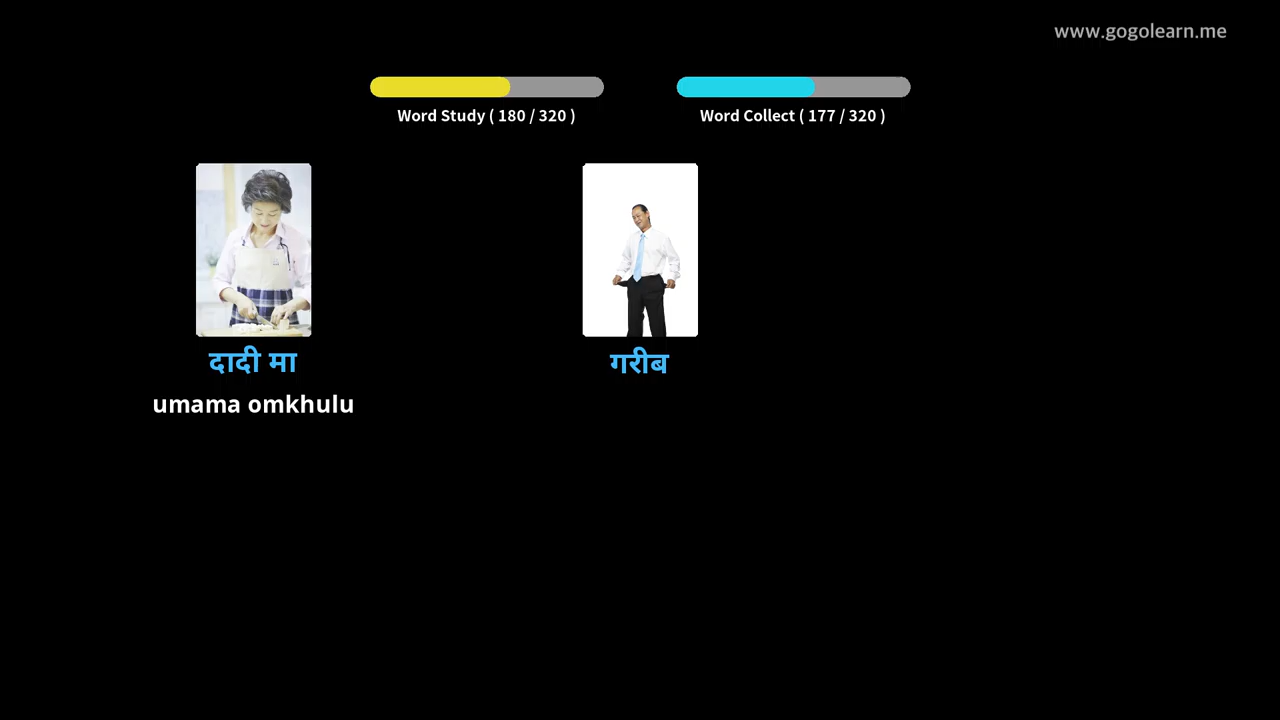 www.gogolearn.me
Word Study ( 180 / 320 )
Word Collect ( 177 / 320 )
दादी मा
गरीब
umama omkhulu